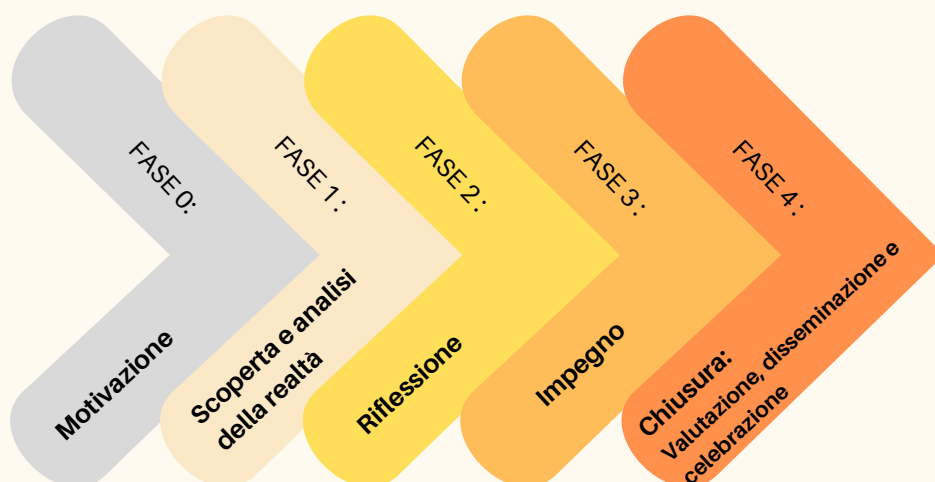 FASE 0:
Motivazione
FASE 1:
Scoperta e analisi
della realtà
FASE 2:
Riflessione
FASE 3:
Impegno
FASE 4:
Chiusura:
Valutazione, disseminazione e
celebrazione